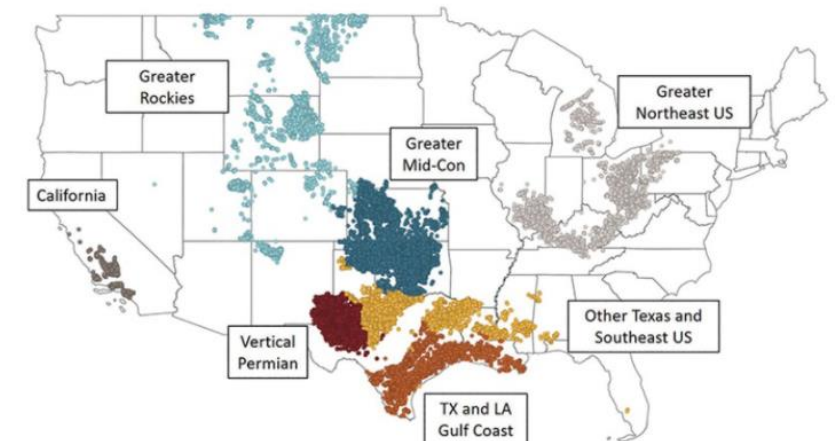 Greater
Rockies
Greater
Northeast US
Greater
Mid-Con
California
Other Texas and
Southeast US
Vertical
Permian
TX and LA
Gulf Coast